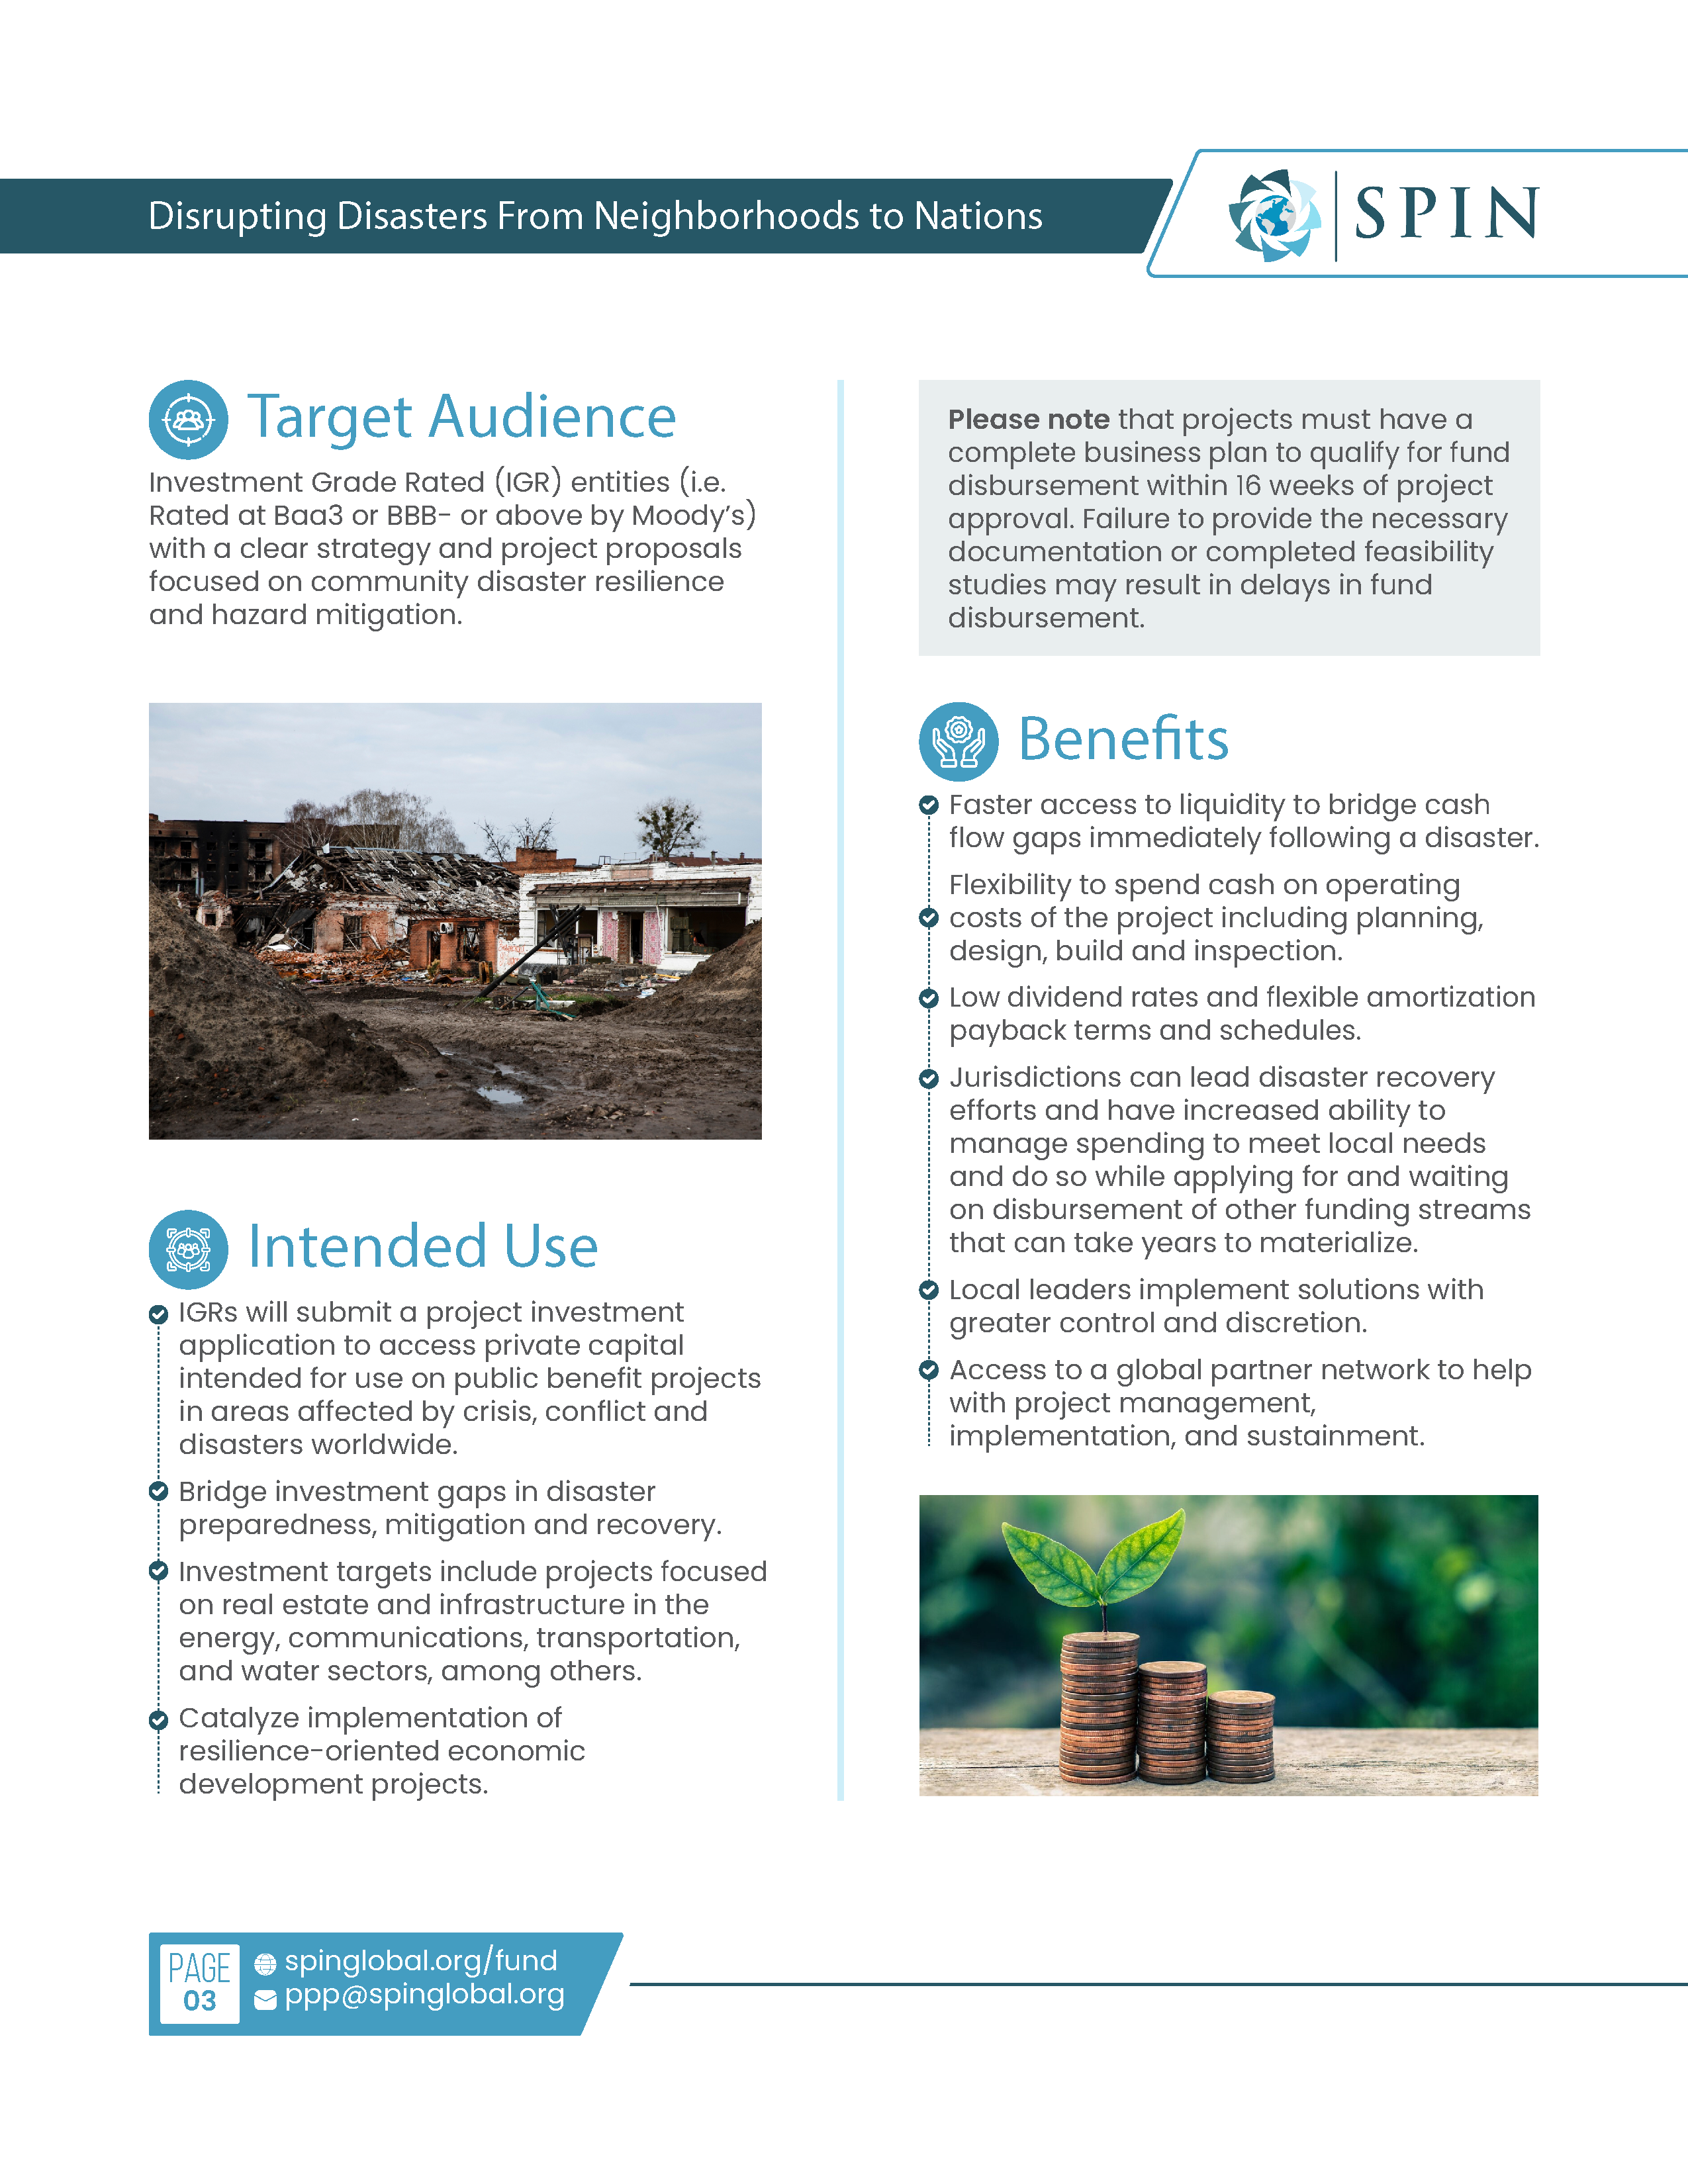 Disrupting Disasters From Neighborhoods to Nations
SPIN
Target Audience
Investment Grade Rated (IGR) entities (i.e.
Rated at Baa3 or BBB- or above by Moody's)
with a clear strategy and project proposals
focused on community disaster resilience
and hazard mitigation.
Intended Use
IGRs will submit a project investment
application to access private capital
intended for use on public benefit projects
in areas affected by crisis, conflict and
disasters worldwide.
Bridge investment gaps in disaster
preparedness, mitigation and recovery.
Investment targets include projects focused
on real estate and infrastructure in the
energy, communications, transportation,
and water sectors, among others.
Catalyze implementation of
resilience-oriented economic
development projects.
Please note that projects must have a
complete business plan to qualify for fund
disbursement within 16 weeks of project
approval. Failure to provide the necessary
documentation or completed feasibility
studies may result in delays in fund
disbursement.
Benefits
Faster access to liquidity to bridge cash
flow gaps immediately following a disaster.
Flexibility to spend cash on operating
costs of the project including planning,
design, build and inspection.
Low dividend rates and flexible amortization
payback terms and schedules.
Jurisdictions can lead disaster recovery
efforts and have increased ability to
manage spending to meet local needs
and do so while applying for and waiting
on disbursement of other funding streams
that can take years to materialize.
Local leaders implement solutions with
greater control and discretion.
Access to a global partner network to help
with project management,
implementation, and sustainment.
PAGE
03
spinglobal.org/fund
ppp@spinglobal.org